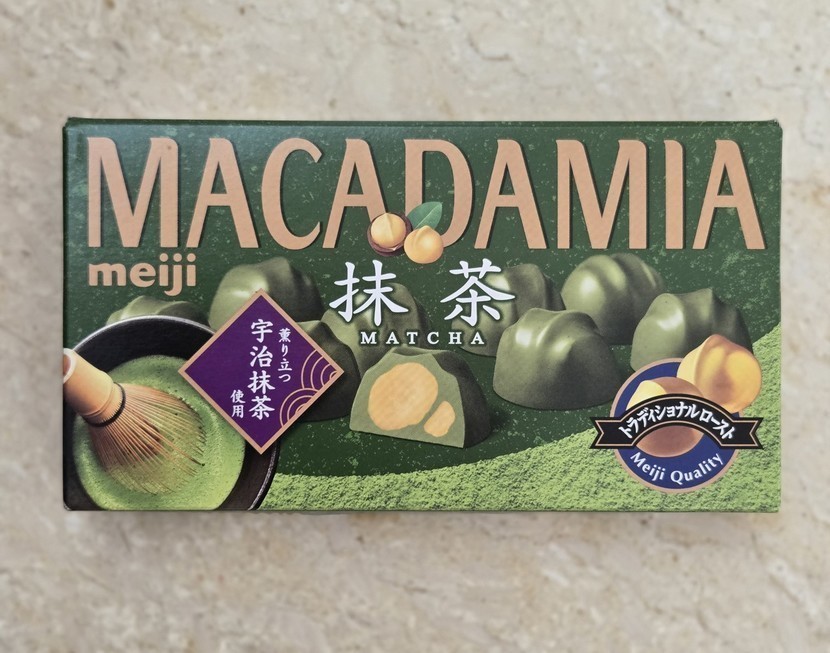 MACADAMIA
meiji
抹茶
MATCHA
薫り立つ
宇治抹茶
使用
トラディショナルロースト
Meiji Quality